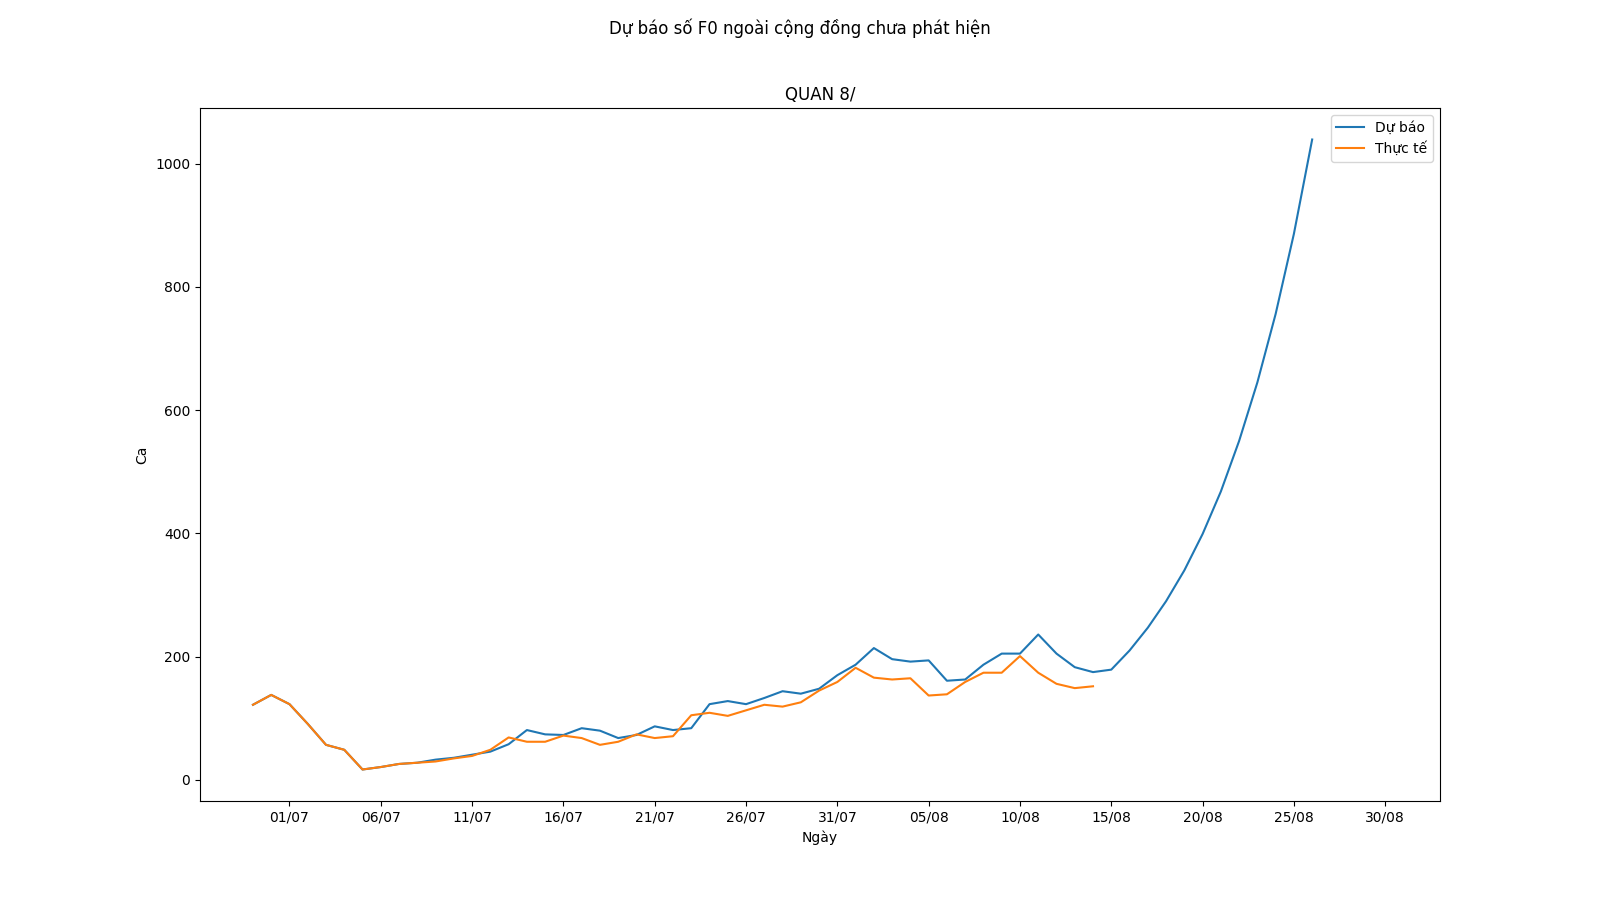 Dự báo số F0 ngoài cộng đồng chưa phát hiện
QUAN 8/
Dự báo
Thực tế
1000
800
600
400
200
0
Ca
01/07 06/07 11/07 16/07 21/07 26/07 31/07 05/08 10/08 15/08 20/08 25/08 30/08
Ngày